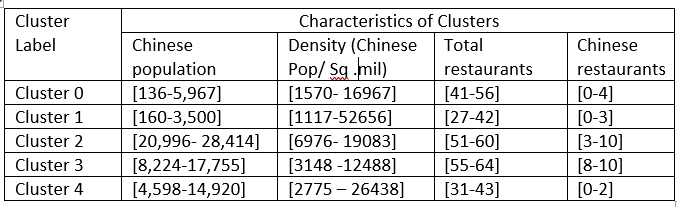 Cluster Label Characteristics of Clusters
Chinese population Density (Chinese Pop/ Sq .mil) Total restaurants Chinese restaurants
Cluster 0 [136-5,967] [1570- 16967] [41-56] [0-4]
Cluster 1 [160-3,500] [1117-52656] [27-42] [0-3]
Cluster 2 [20,996- 28,414] [6976- 19083] [51-60] [3-10]
Cluster 3 [8,224-17,755] [3148 -12488] [55-64] [8-10]
Cluster 4 [4,598-14,920] [2775 – 26438] [31-43] [0-2]